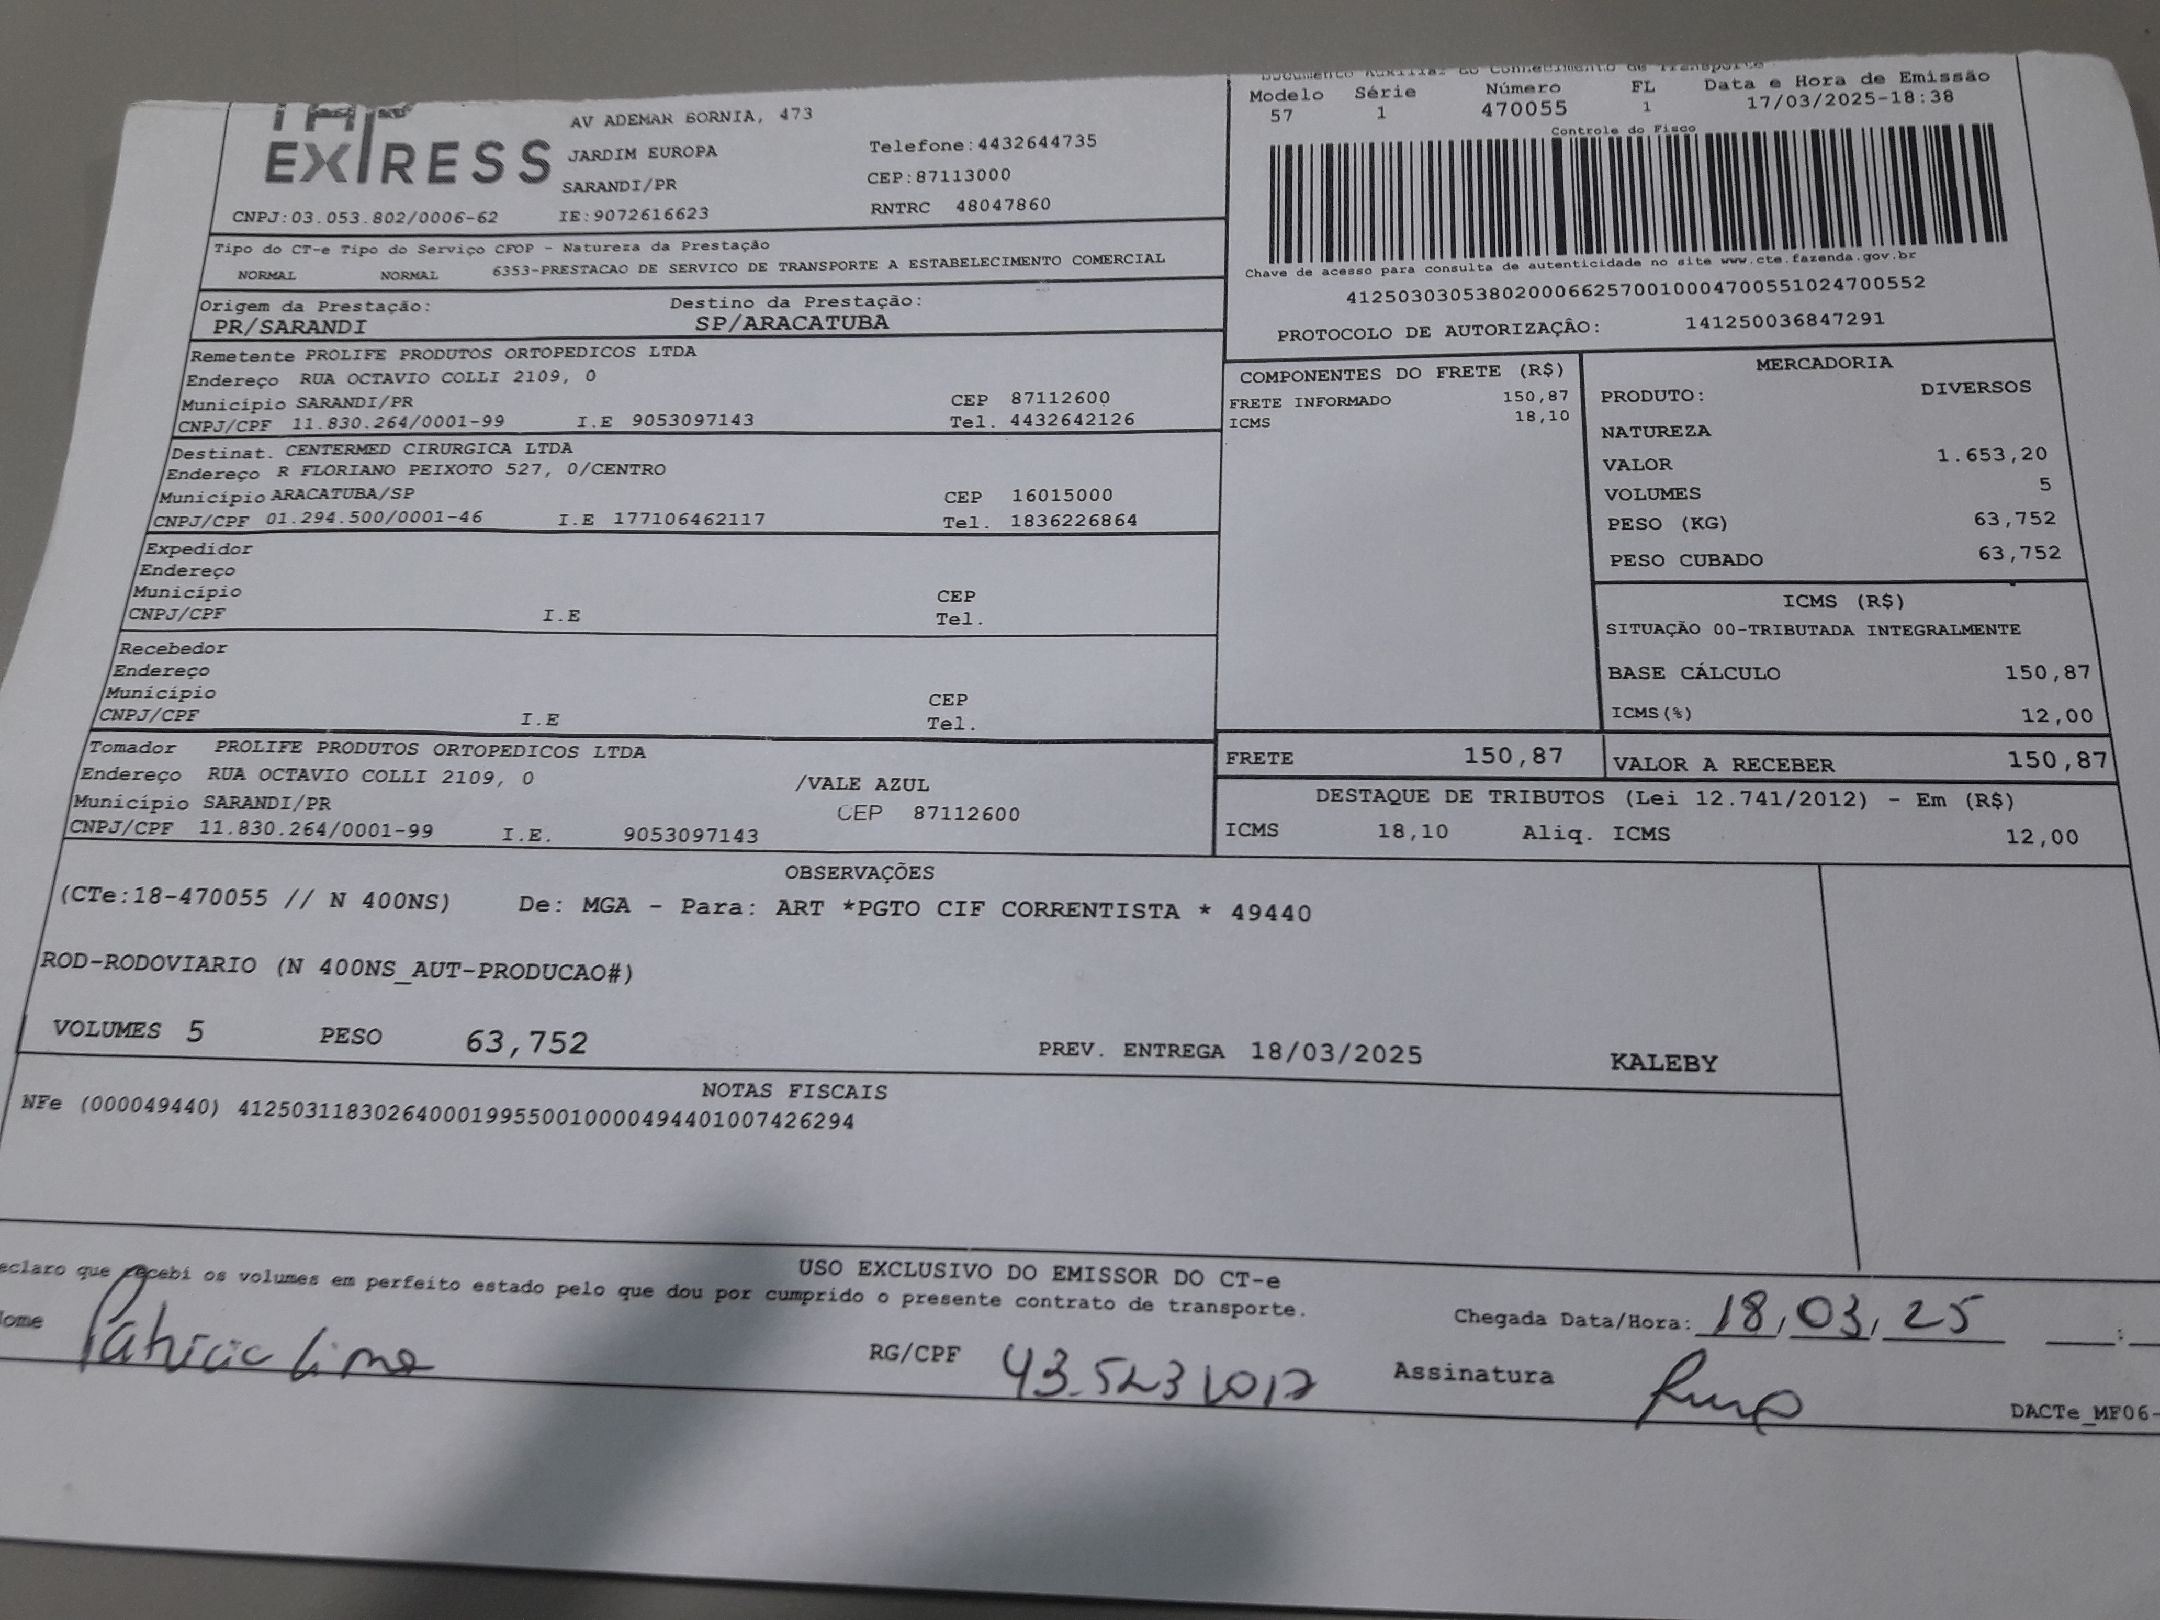 EXPRESS
AV ADEMAR BORNIA, 473
JARDIM EUROPA
SARANDI/PR
Telefone:4432644735
CEP:87113000
RNTRC 48047860
CNPJ:03.053.802/0006-62 IE:9072616623
Documento Auxiliar do Conhecimento de Transporte
Modelo Série Número FL Data e Hora de Emissão
57 1 470055 1 17/03/2025-18:38
Controle do Fisco
Chave de acesso para consulta de autenticidade no site www.cte.fazenda.gov.br
41250303053802000662570010004700551024700552
PROTOCOLO DE AUTORIZAÇÃO: 141250036847291
Tipo do CT-e Tipo do Serviço CFOP - Natureza da Prestação
NORMAL NORMAL 6353-PRESTACAO DE SERVICO DE TRANSPORTE A ESTABELECIMENTO COMERCIAL
Origem da Prestação: Destino da Prestação:
PR/SARANDI SP/ARACATUBA
Remetente PROLIFE PRODUTOS ORTOPEDICOS LTDA
Endereço RUA OCTAVIO COLLI 2109, 0
Município SARANDI/PR CEP 87112600
CNPJ/CPF 11.830.264/0001-99 I.E 9053097143 Tel. 4432642126
Destinat. CENTERMED CIRURGICA LTDA
Endereço R FLORIANO PEIXOTO 527, 0/CENTRO
Município ARACATUBA/SP CEP 16015000
CNPJ/CPF 01.294.500/0001-46 I.E 177106462117 Tel. 1836226864
Expedidor
Endereço
Município CEP
CNPJ/CPF I.E Tel.
Recebedor
Endereço
Município CEP
CNPJ/CPF I.E Tel.
Tomador PROLIFE PRODUTOS ORTOPEDICOS LTDA
Endereço RUA OCTAVIO COLLI 2109, 0 /VALE AZUL
Município SARANDI/PR CEP 87112600
CNPJ/CPF 11.830.264/0001-99 I.E. 9053097143
COMPONENTES DO FRETE (R$)
FRETE INFORMADO 150,87
ICMS 18,10
MERCADORIA
PRODUTO: DIVERSOS
NATUREZA
VALOR 1.653,20
VOLUMES 5
PESO (KG) 63,752
PESO CUBADO 63,752
ICMS (R$)
SITUAÇÃO 00-TRIBUTADA INTEGRALMENTE
BASE CÁLCULO 150,87
ICMS(%) 12,00
FRETE 150,87 VALOR A RECEBER 150,87
DESTAQUE DE TRIBUTOS (Lei 12.741/2012) - Em (R$)
ICMS 18,10 Aliq. ICMS 12,00
OBSERVAÇÕES
(CTe:18-470055 // N 400NS) De: MGA - Para: ART *PGTO CIF CORRENTISTA * 49440
ROD-RODOVIARIO (N 400NS_AUT-PRODUCAO#)
VOLUMES 5 PESO 63,752 PREV. ENTREGA 18/03/2025 KALEBY
NOTAS FISCAIS
NFe (000049440) 41250311830264000199550010000494401007426294
USO EXCLUSIVO DO EMISSOR DO CT-e
eclaro que recebi os volumes em perfeito estado pelo que dou por cumprido o presente contrato de transporte.
ome Patricia Lima RG/CPF Chegada Data/Hora: 18/03/25 :
Assinatura
DACTe_MF06-